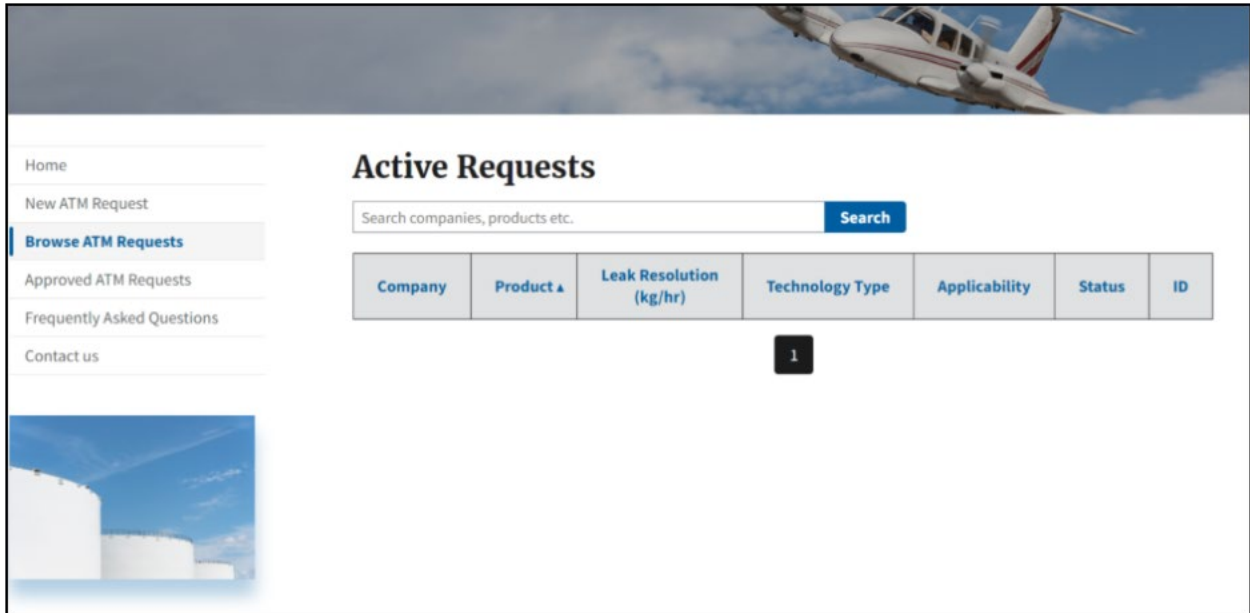 Home
New ATM Request
Browse ATM Requests
Approved ATM Requests
Frequently Asked Questions
Contact us
Active Requests
Search companies, products etc.
Search
Company
Product ▲
Leak Resolution
(kg/hr)
Technology Type
Applicability
Status
ID
1